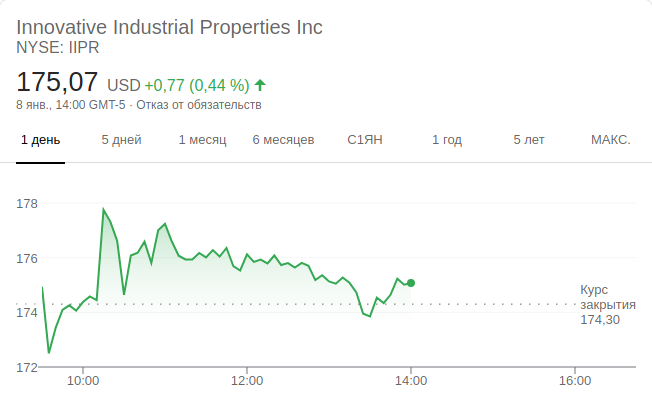 Innovative Industrial Properties Inc
NYSE: IIPR
175,07 USD +0,77 (0,44 %)
8 янв., 14:00 GMT-5 · Отказ от обязательств
1 день 5 дней 1 месяц 6 месяцев С1ЯН 1 год 5 лет МАКС.
178
176
174
172
Курс
закрытия
174,30
10:00 12:00 14:00 16:00